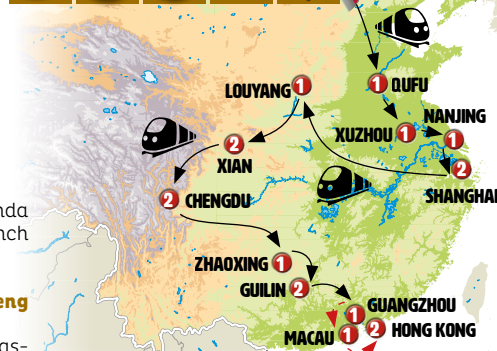 1 QUFU
LOUYANG 1
NANJING
XUZHOU 1
1
2 XIAN
2
SHANGHAI
2 CHENGDU
nda
nch
ZHAOXING 1
GUILIN 2
eng
GUANGZHOU
1
MACAU 1
2 HONG KONG
as-